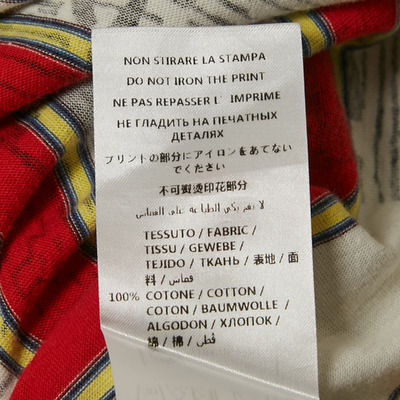 NON STIRARE LA STAMPA
DO NOT IRON THE PRINT
NE PAS REPASSER L' IMPRIME
НЕ ГЛАДИТЬ НА ПЕЧАТНЫХ
ДЕТАЛЯХ
プリントの部分にアイロンをあてない
でください
不可熨烫印花部分
لا تقم بكي الطباعة على القماش
TESSUTO / FABRIC /
TISSU / GEWEBE /
TEJIDO / ТКАНЬ / 表地 / 面
料 / قماس /
100% COTONE / COTTON /
COTON / BAUMWOLLE /
ALGODON / ХЛОПОК /
綿 / 棉 / قطن /